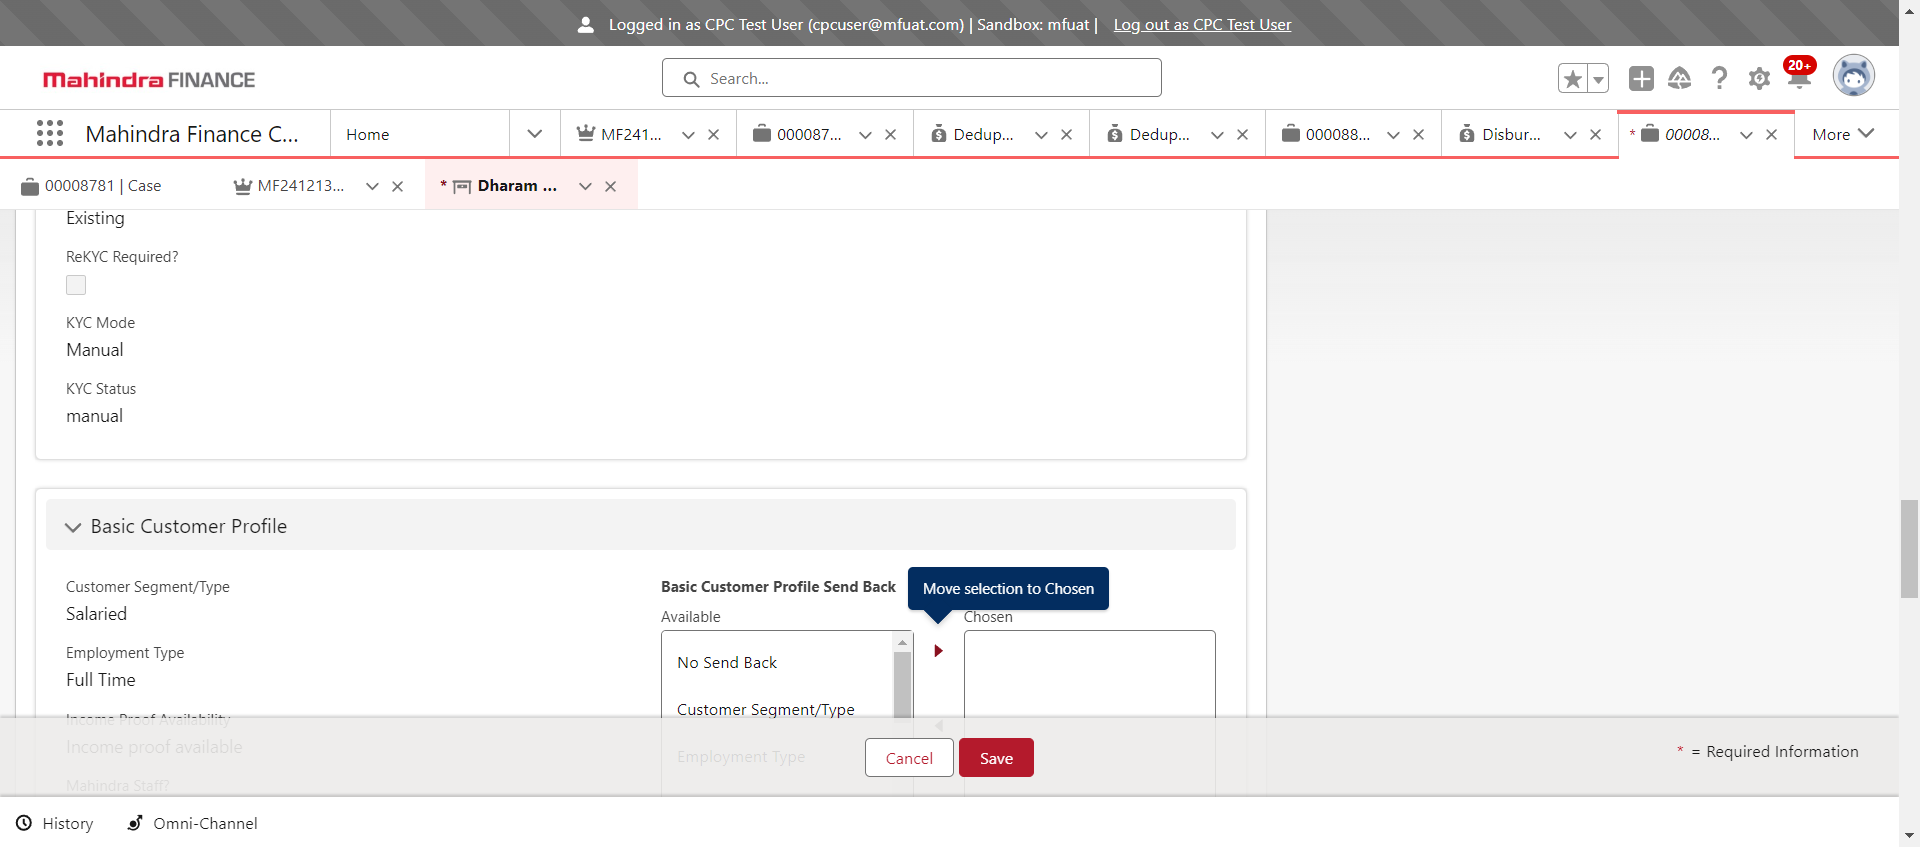 Logged in as CPC Test User (cpcuser@mfuat.com) | Sandbox: mfuat | Log out as CPC Test User
Mahindra FINANCE
Search...
20+
Mahindra Finance C...
Home
MF241...
000087...
Dedup...
Dedup...
000088...
Disbur...
* 00008...
More
00008781 | Case
MF241213...
* Dharam ...
Existing
ReKYC Required?
KYC Mode
Manual
KYC Status
manual
Basic Customer Profile
Customer Segment/Type
Salaried
Employment Type
Full Time
Income Proof Availability
Income proof available
Mahindra Staff?
Basic Customer Profile Send Back
Move selection to Chosen
Available
Chosen
No Send Back
Customer Segment/Type
Employment Type
Cancel
Save
* = Required Information
History
Omni-Channel